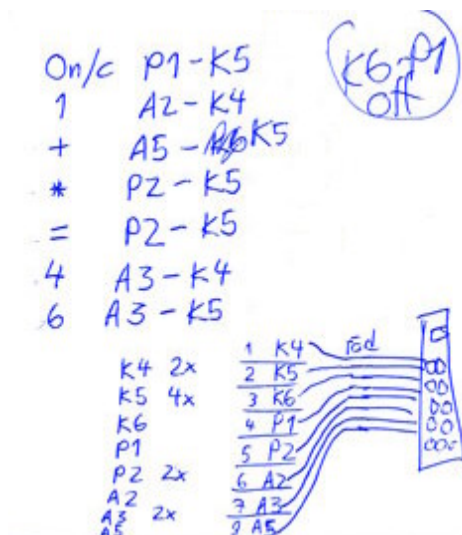 On/c P1-K5
K6-P1
Off
1 A2-K4
+ A5-K5
* P2-K5
= P2-K5
4 A3-K4
6 A3-K5
K4 2x
K5 4x
K6
P1
P2 2x
A2
A3 2x
A5
1 K4 red
2 K5
3 K6
4 P1
5 P2
6 A2
7 A3
8 A5